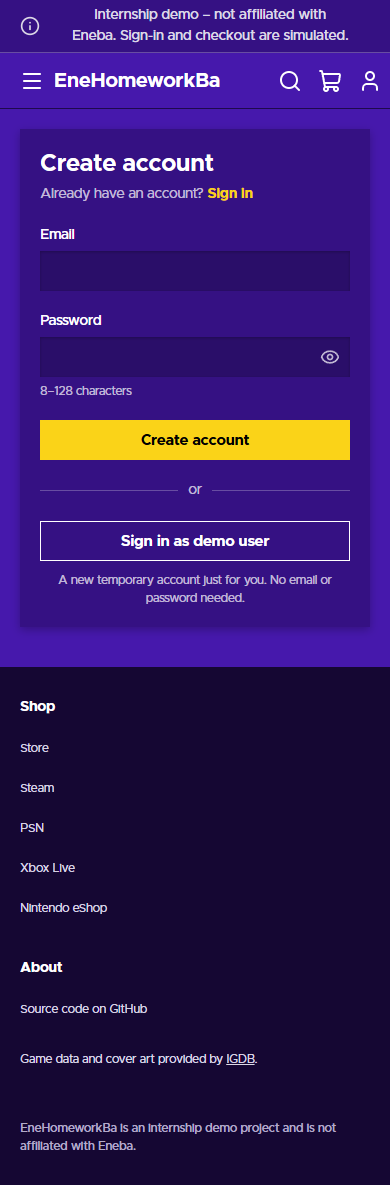 Internship demo – not affiliated with
Eneba. Sign-in and checkout are simulated.
EneHomeworkBa
Create account
Already have an account? Sign in
Email
Password
8–128 characters
Create account
or
Sign in as demo user
A new temporary account just for you. No email or
password needed.
Shop
Store
Steam
PSN
Xbox Live
Nintendo eShop
About
Source code on GitHub
Game data and cover art provided by IGDB.
EneHomeworkBa is an internship demo project and is not
affiliated with Eneba.